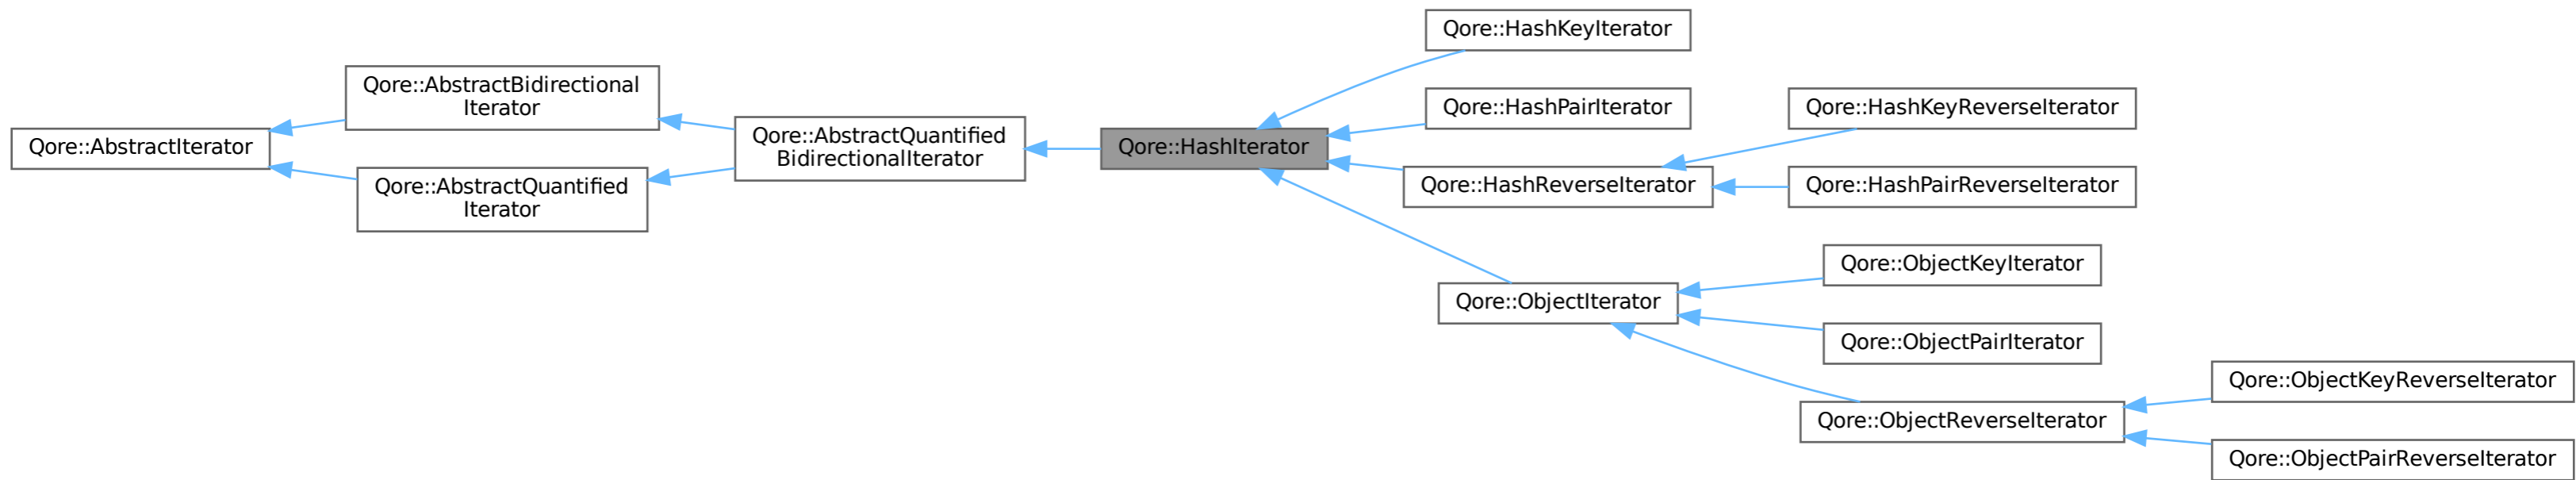 Qore::AbstractIterator
Qore::AbstractBidirectional
Iterator
Qore::AbstractQuantified
Iterator
Qore::AbstractQuantified
BidirectionalIterator
Qore::HashIterator
Qore::HashKeyIterator
Qore::HashPairIterator
Qore::HashReverseIterator
Qore::HashKeyReverseIterator
Qore::HashPairReverseIterator
Qore::ObjectIterator
Qore::ObjectKeyIterator
Qore::ObjectPairIterator
Qore::ObjectReverseIterator
Qore::ObjectKeyReverseIterator
Qore::ObjectPairReverseIterator